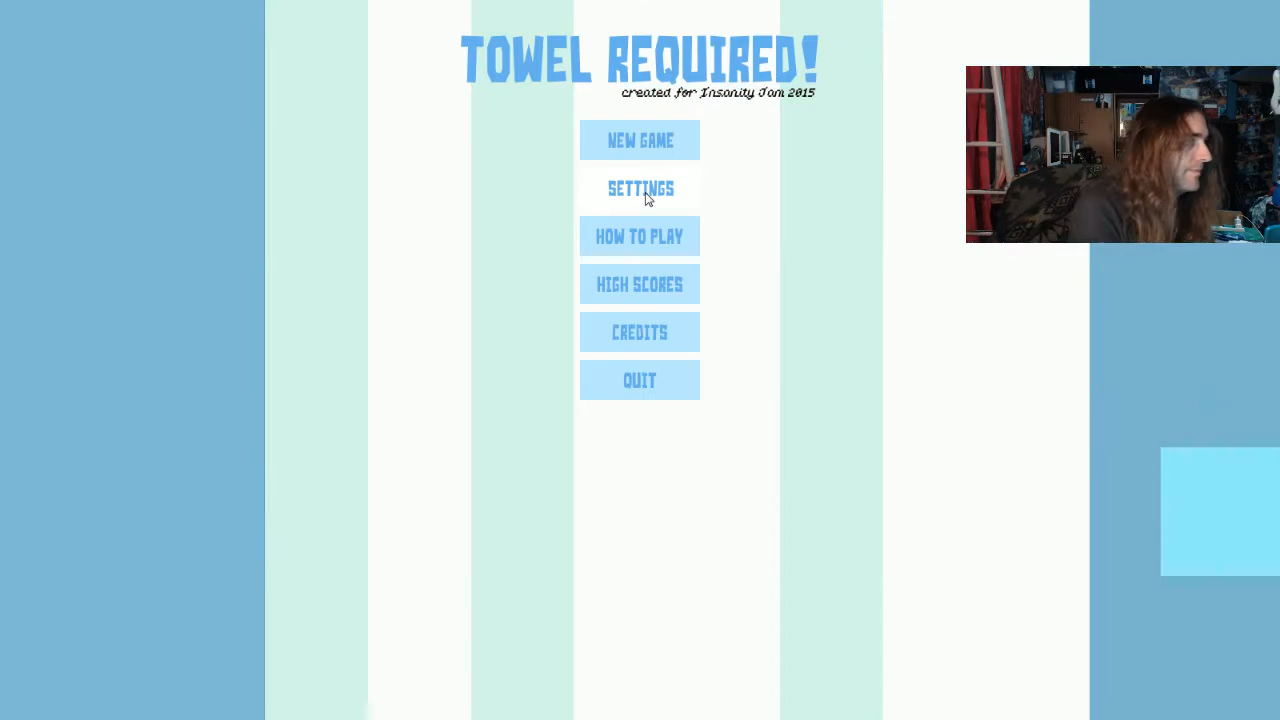 TOWEL REQUIRED!
created for Insanity Jam 2015
NEW GAME
SETTINGS
HOW TO PLAY
HIGH SCORES
CREDITS
QUIT